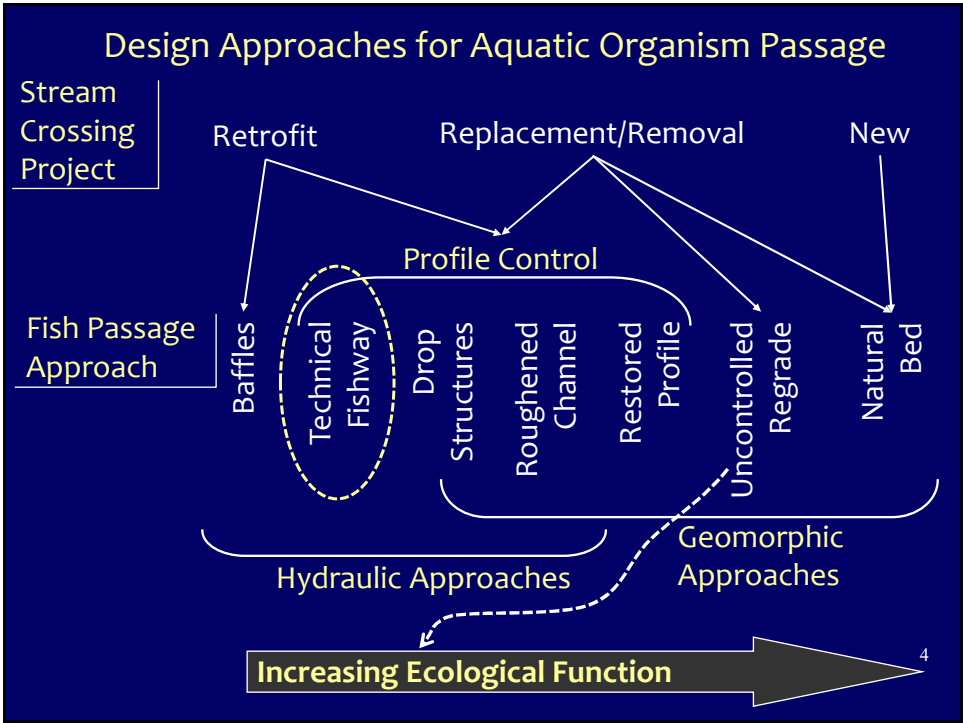 Design Approaches for Aquatic Organism Passage
Stream
Crossing
Project
Retrofit
Replacement/Removal
New
Profile Control
Fish Passage
Approach
Baffles
Technical
Fishway
Drop
Structures
Roughened
Channel
Restored
Profile
Uncontrolled
Regrade
Natural
Bed
Geomorphic
Approaches
Hydraulic Approaches
Increasing Ecological Function
4